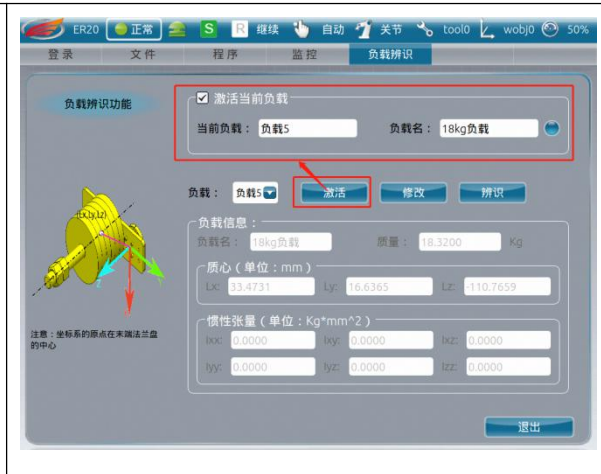 ER20 正常 S R 继续 自动 关节 tool0 wobj0 50%
登录 文件 程序 监控 负载辨识
负载辨识功能
激活当前负载
当前负载： 负载5 负载名： 18kg负载
负载： 负载5 激活 修改 辨识
负载信息：
负载名： 18kg负载 质量： 18.3200 Kg
质心（单位：mm）
Lx: 33.4731 Ly: 16.6365 Lz: -110.7659
惯性张量（单位：Kg*mm^2）
Ixx: 0.0000 Ixy: 0.0000 Ixz: 0.0000
Iyy: 0.0000 Iyz: 0.0000 Izz: 0.0000
(Lx,Ly,Lz)
Z
Y
注意：坐标系的原点在末端法兰盘
的中心
退出